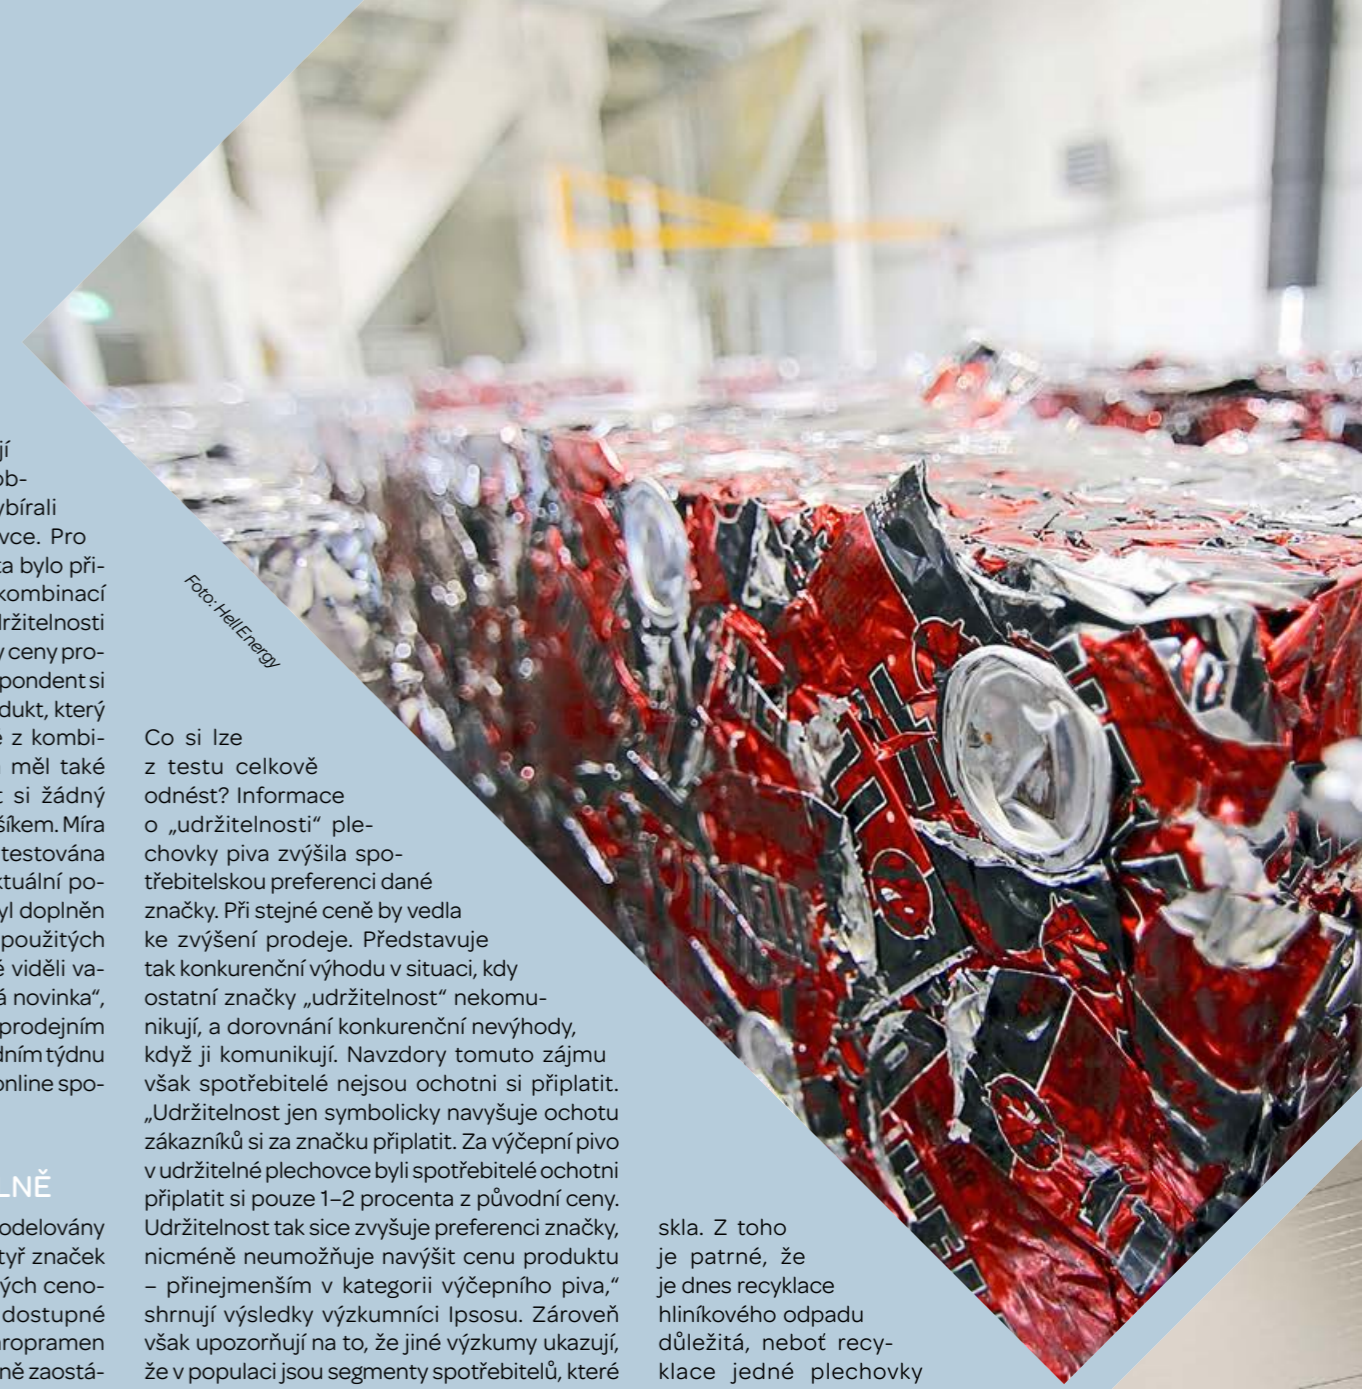 jí
ob-
ybírali
vce. Pro
ta bylo při-
kombinací
držitelnosti
y ceny pro-
pondent si
dukt, který
z kombi-
měl také
si žádný
šíkem. Míra
testována
ktuální po-
yl doplněn
použitých
é viděli va-
á novinka“,
prodejním
dním týdnu
online spo-
LNĚ
odelovány
tyř značek
ých ceno-
dostupné
aropramen
ně zaostá-
Foto: Hell Energy
Co si lze
z testu celkově
odnést? Informace
o „udržitelnosti“ ple-
chovky piva zvýšila spo-
třebitelskou preferenci dané
značky. Při stejné ceně by vedla
ke zvýšení prodeje. Představuje
tak konkurenční výhodu v situaci, kdy
ostatní značky „udržitelnost“ nekomu-
nikují, a dorovnání konkurenční nevýhody,
když ji komunikují. Navzdory tomuto zájmu
však spotřebitelé nejsou ochotni si připlatit.
„Udržitelnost jen symbolicky navyšuje ochotu
zákazníků si za značku připlatit. Za výčepní pivo
v udržitelné plechovce byli spotřebitelé ochotni
připlatit si pouze 1–2 procenta z původní ceny.
Udržitelnost tak sice zvyšuje preferenci značky,
nicméně neumožňuje navýšit cenu produktu
– přinejmenším v kategorii výčepního piva,“
shrnují výsledky výzkumníci Ipsosu. Zároveň
však upozorňují na to, že jiné výzkumy ukazují,
že v populaci jsou segmenty spotřebitelů, které
skla. Z toho
je patrné, že
je dnes recyklace
hliníkového odpadu
důležitá, neboť recy-
klace jedné plechovky